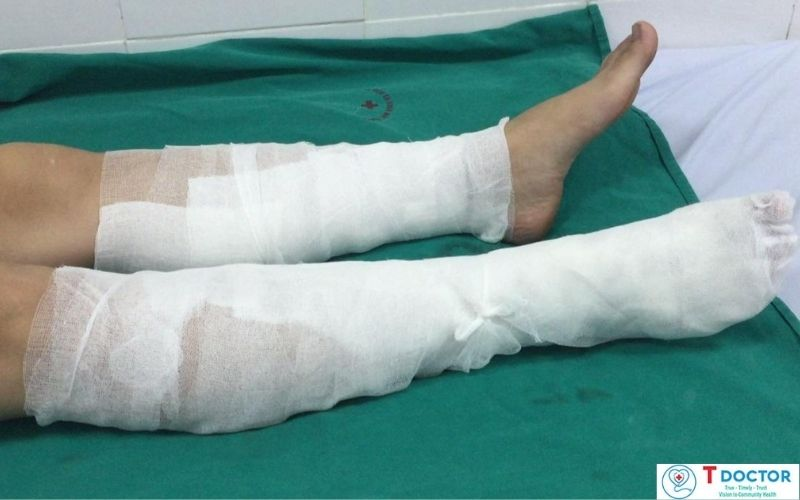 T DOCTOR
True - Timely - Trust
Vision to Community Health